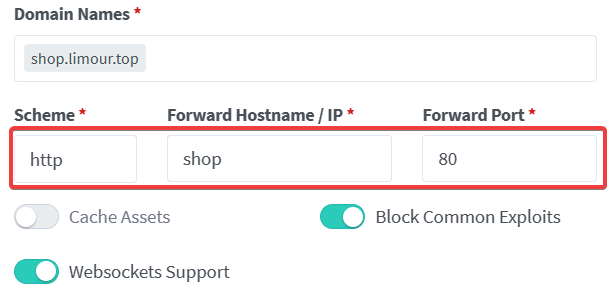 Domain Names *
shop.limour.top
Scheme * Forward Hostname / IP * Forward Port *
http shop 80
Cache Assets Block Common Exploits
Websockets Support